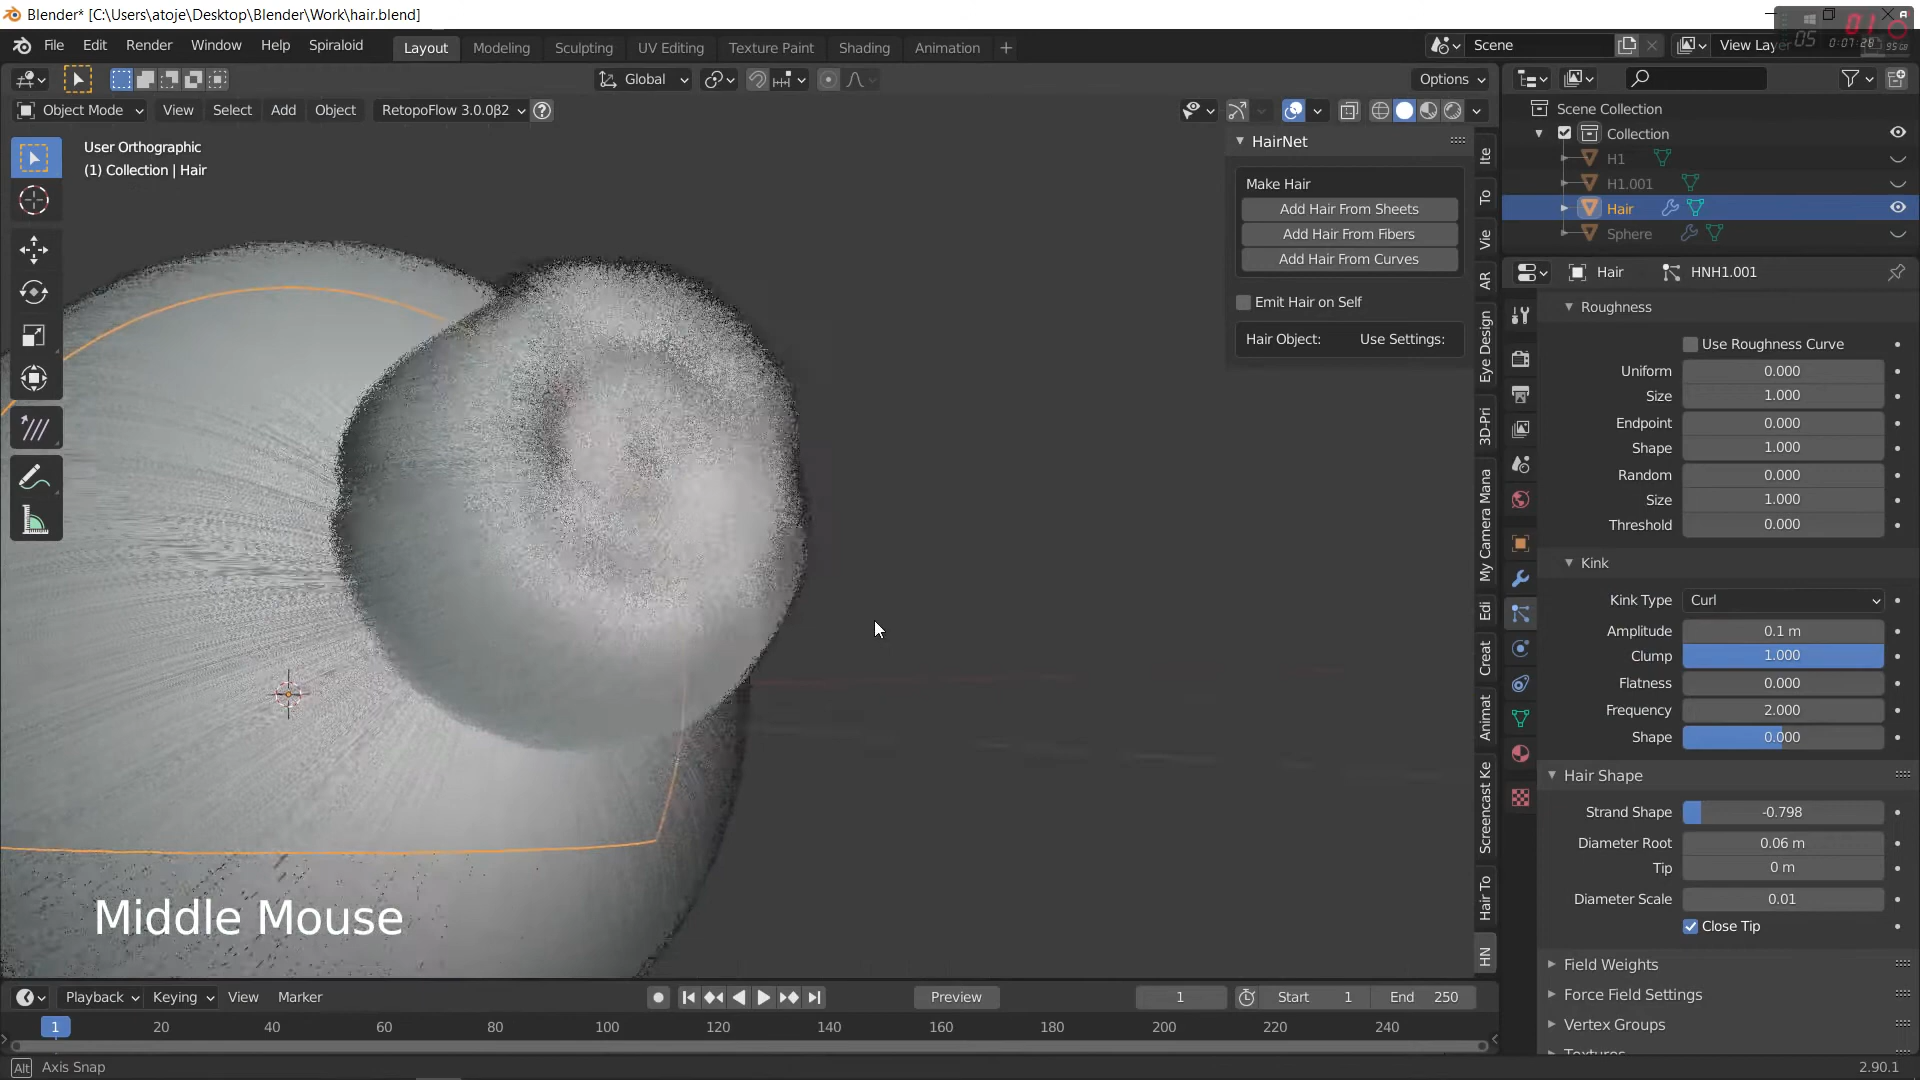 Blender* [C:\Users\atoje\Desktop\Blender\Work\hair.blend]
File Edit Render Window Help Spiraloid Layout Modeling Sculpting UV Editing Texture Paint Shading Animation + Scene View Lay
05 01 0:07:28
Global Options
Object Mode View Select Add Object RetopoFlow 3.0.0β2
User Orthographic
(1) Collection | Hair
HairNet
Make Hair
Add Hair From Sheets
Add Hair From Fibers
Add Hair From Curves
Emit Hair on Self
Hair Object: Use Settings:
Ite
To
Vie
AR
Eye Design
3D-Pri
My Camera Mana
Edi
Creat
Animat
Screencast Ke
Hair To
HN
Scene Collection
Collection
H1
H1.001
Hair
Sphere
Hair HNH1.001
Roughness
Use Roughness Curve
Uniform 0.000
Size 1.000
Endpoint 0.000
Shape 1.000
Random 0.000
Size 1.000
Threshold 0.000
Kink
Kink Type Curl
Amplitude 0.1 m
Clump 1.000
Flatness 0.000
Frequency 2.000
Shape 0.000
Hair Shape
Strand Shape -0.798
Diameter Root 0.06 m
Tip 0 m
Diameter Scale 0.01
Close Tip
Field Weights
Force Field Settings
Vertex Groups
Textures
Middle Mouse
Playback Keying View Marker Preview 1 Start 1 End 250
1 20 40 60 80 100 120 140 160 180 200 220 240
Alt Axis Snap 2.90.1